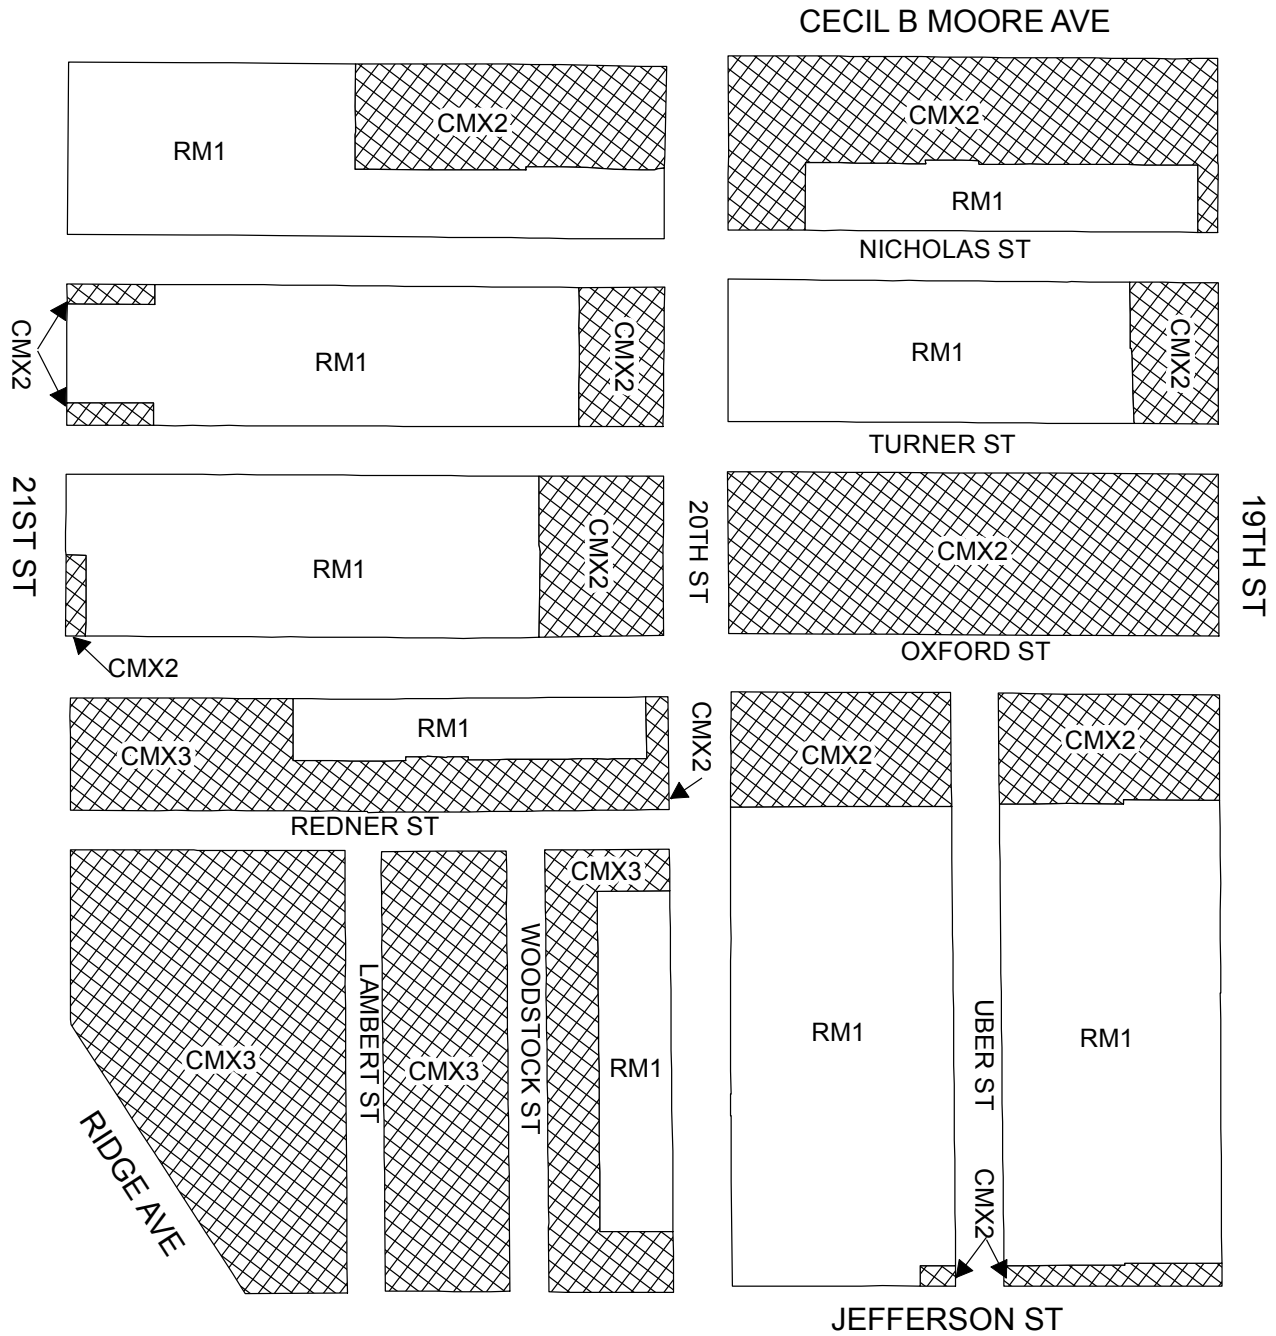 CECIL B MOORE AVE
CMX2
CMX2
RM1
RM1
NICHOLAS ST
CMX2
RM1
CMX2
RM1
CMX2
TURNER ST
21ST ST
RM1
CMX2
20TH ST
CMX2
19TH ST
CMX2
OXFORD ST
CMX3
RM1
CMX2
CMX2
CMX2
REDNER ST
CMX3
LAMBERT ST
CMX3
WOODSTOCK ST
CMX3
RM1
RM1
UBER ST
RM1
RIDGE AVE
CMX2
JEFFERSON ST